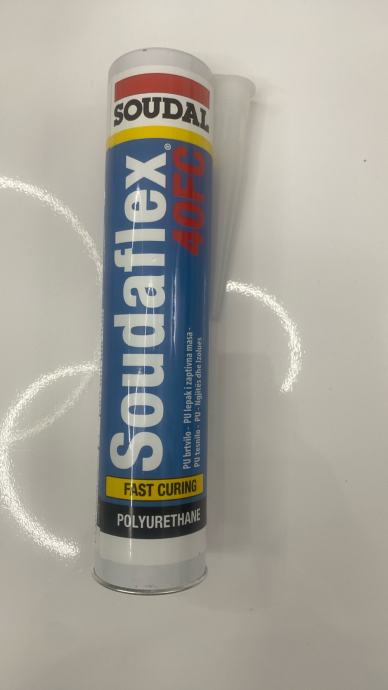 SOUDAL
Soudaflex®
40FC
PU brtvilo - PU lepak i zaptivna masa -
PU tesnilo - PU - Ngjitës dhe Izolues
FAST CURING
POLYURETHANE